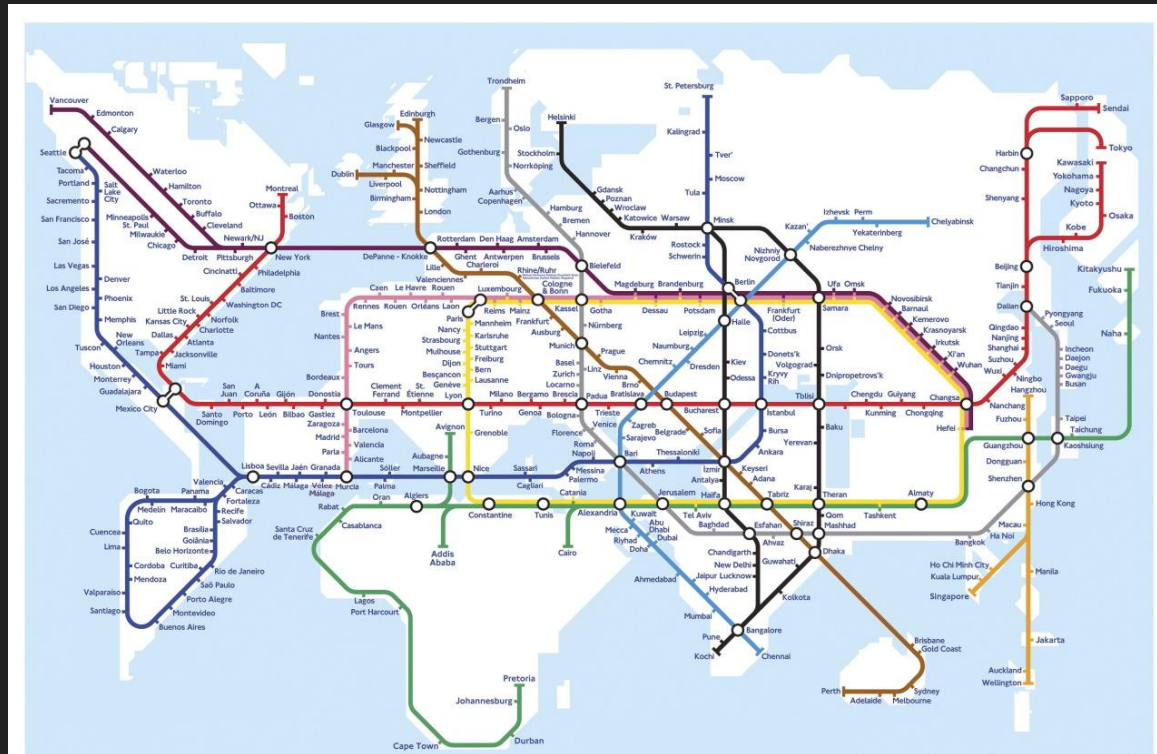 Vancouver
Edmonton
Calgary
Seattle
Waterloo
Hamilton
Toronto
Buffalo
Cleveland
Tacoma
Portland
Salt
Lake
City
Sacramento
San Francisco
San José
Las Vegas
Los Angeles
San Diego
Denver
Phoenix
Memphis
New
Orleans
Tuscon
Houston
Monterrey
Guadalajara
Mexico City
Minneapolis
St. Paul
Milwaukie
Chicago
Detroit
Pittsburgh
Newark/NJ
New York
Montreal
Ottawa
Boston
Cincinatti
Philadelphia
Baltimore
Washington DC
St. Louis
Little Rock
Kansas City
Norfolk
Charlotte
Dallas
Atlanta
Tampa
Jacksonville
Miami
Santo
Domingo
San
Juan
Porto
A
Coruña
León
Gijón
Bilbao
Donostia
Gastiez
Toulouse
Zaragoza
Barcelona
Madrid
Valencia
Parla
Alicante
Brest
Le Mans
Nantes
Angers
Tours
Bordeaux
Rennes
Caen
Rouen
Le Havre
Orléans
Rouen
Laon
Clement
Ferrand
St.
Étienne
Montpellier
Lyon
Glasgow
Edinburgh
Newcastle
Blackpool
Manchester
Sheffield
Dublin
Liverpool
Nottingham
Birmingham
London
DePanne - Knokke
Rotterdam
Den Haag
Amsterdam
Ghent
Antwerpen
Brussels
Lille
Valenciennes
Charleroi
Rhine/Ruhr
Luxembourg
Cologne
& Bonn
Paris
Reims
Mainz
Frankfurt
Ausburg
Nancy
Mannheim
Karlsruhe
Strasbourg
Stuttgart
Mulhouse
Freiburg
Dijon
Bern
Besançon
Lausanne
Genève
Trondheim
Bergen
Oslo
Gothenburg
Norrköping
Aarhus
Copenhagen
Hamburg
Bremen
Hannover
Bielefeld
Kassel
Nürnberg
Munich
Basel
Zurich
Linz
Locarno
Vienna
Prague
Brno
Helsinki
Stockholm
Gdansk
Poznan
Wroclaw
Katowice
Warsaw
Kraków
Minsk
St. Petersburg
Kalingrad
Tver'
Moscow
Tula
Rostock
Schwerin
Berlin
Magdeburg
Brandenburg
Gotha
Dessau
Potsdam
Frankfurt
(Oder)
Cottbus
Halle
Leipzig
Naumburg
Chemnitz
Dresden
Kiev
Odessa
Donets'k
Volgograd
Kryvy
Rih
Dnipropetrovs'k
Orsk
Kazan'
Izhevsk
Perm
Chelyabinsk
Yekaterinberg
Naberezhnye Chelny
Nizhniy
Novgorod
Ufa
Omsk
Samara
Novosibirsk
Barnaul
Kemerovo
Krasnoyarsk
Irkutsk
Xi'an
Wuhan
Turino
Milano
Genoa
Bergamo
Brescia
Padua
Trieste
Bratislava
Budapest
Bucharest
Istanbul
Tblisi
Chengdu
Guiyang
Kunming
Chongqing
Changsa
Hefei
Bologna
Venice
Florence
Zagreb
Sarajevo
Belgrade
Sofia
Bursa
Ankara
Baku
Yerevan
Roma
Napoli
Bari
Messina
Palermo
Athens
Thessaloniki
Izmir
Antalya
Keyseri
Adana
Karaj
Grenoble
Avignon
Aubagne
Marseille
Nice
Sassari
Cagliari
Lisboa
Sevilla
Jaén
Granada
Cádiz
Málaga
Vélez
Málaga
Murcia
Sóller
Palma
Oran
Algiers
Constantine
Tunis
Catania
Alexandria
Kuwait
Jerusalem
Tel Aviv
Haifa
Tabriz
Theran
Almaty
Tashkent
Rabat
Casablanca
Santa Cruz
de Tenerife
Lagos
Port Harcourt
Addis
Ababa
Cairo
Cape Town
Durban
Johannesburg
Pretoria
Mecca
Riyhad
Doha
Abu
Dhabi
Dubai
Baghdad
Esfahan
Ahvaz
Shiraz
Qom
Mashhad
Dhaka
Chandigarth
New Delhi
Jaipur
Lucknow
Guwahati
Kolkota
Hyderabad
Ahmedabad
Mumbai
Bangalore
Pune
Kochi
Chennai
Valencia
Caracas
Bogota
Panama
Medelín
Maracaibo
Quito
Cuenca
Lima
Fortaleza
Recife
Salvador
Brasília
Goiânia
Belo Horizonte
Cordoba
Curitiba
Rio de Janeiro
Mendoza
Saõ Paulo
Porto Alegre
Valparaíso
Montevideo
Santiago
Buenos Aires
Sapporo
Sendai
Tokyo
Harbin
Changchun
Kawasaki
Yokohama
Nagoya
Kyoto
Osaka
Kobe
Hiroshima
Shenyang
Beijing
Tianjin
Dalian
Kitakyushu
Fukuoka
Naha
Pyongyang
Seoul
Qingdao
Nanjing
Shanghai
Suzhou
Wuxi
Incheon
Daejon
Daegu
Gwangju
Busan
Ningbo
Hangzhou
Nanchang
Fuzhou
Taipei
Taichung
Kaoshsiung
Guangzhou
Dongguan
Shenzhen
Hong Kong
Macau
Ha Noi
Bangkok
Ho Chi Minh City
Kuala Lumpur
Singapore
Manila
Jakarta
Auckland
Wellington
Brisbane
Gold Coast
Sydney
Melbourne
Adelaide
Perth